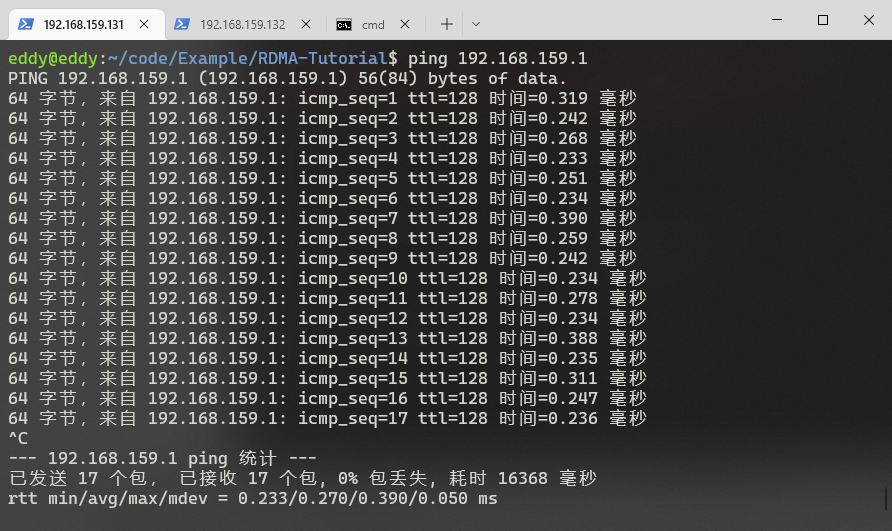 192.168.159.131 192.168.159.132 cmd
eddy@eddy:~/code/Example/RDMA-Tutorial$ ping 192.168.159.1
PING 192.168.159.1 (192.168.159.1) 56(84) bytes of data.
64 字节，来自 192.168.159.1: icmp_seq=1 ttl=128 时间=0.319 毫秒
64 字节，来自 192.168.159.1: icmp_seq=2 ttl=128 时间=0.242 毫秒
64 字节，来自 192.168.159.1: icmp_seq=3 ttl=128 时间=0.268 毫秒
64 字节，来自 192.168.159.1: icmp_seq=4 ttl=128 时间=0.233 毫秒
64 字节，来自 192.168.159.1: icmp_seq=5 ttl=128 时间=0.251 毫秒
64 字节，来自 192.168.159.1: icmp_seq=6 ttl=128 时间=0.234 毫秒
64 字节，来自 192.168.159.1: icmp_seq=7 ttl=128 时间=0.390 毫秒
64 字节，来自 192.168.159.1: icmp_seq=8 ttl=128 时间=0.259 毫秒
64 字节，来自 192.168.159.1: icmp_seq=9 ttl=128 时间=0.242 毫秒
64 字节，来自 192.168.159.1: icmp_seq=10 ttl=128 时间=0.234 毫秒
64 字节，来自 192.168.159.1: icmp_seq=11 ttl=128 时间=0.278 毫秒
64 字节，来自 192.168.159.1: icmp_seq=12 ttl=128 时间=0.234 毫秒
64 字节，来自 192.168.159.1: icmp_seq=13 ttl=128 时间=0.388 毫秒
64 字节，来自 192.168.159.1: icmp_seq=14 ttl=128 时间=0.235 毫秒
64 字节，来自 192.168.159.1: icmp_seq=15 ttl=128 时间=0.311 毫秒
64 字节，来自 192.168.159.1: icmp_seq=16 ttl=128 时间=0.247 毫秒
64 字节，来自 192.168.159.1: icmp_seq=17 ttl=128 时间=0.236 毫秒
^C
--- 192.168.159.1 ping 统计 ---
已发送 17 个包， 已接收 17 个包, 0% 包丢失, 耗时 16368 毫秒
rtt min/avg/max/mdev = 0.233/0.270/0.390/0.050 ms